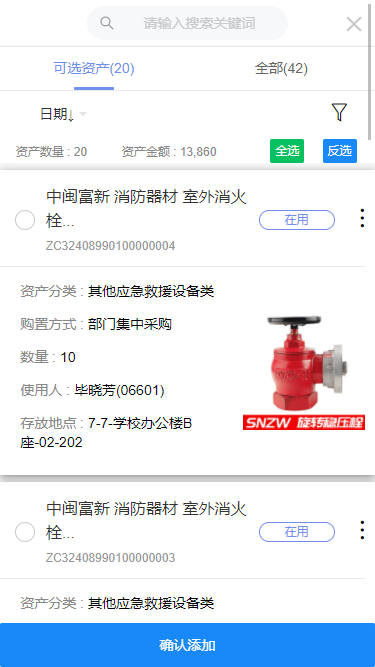 请输入搜索关键词
可选资产(20)
全部(42)
日期↓
资产数量 : 20
资产金额 : 13,860
全选
反选
中闽富新 消防器材 室外消火
栓...
在用
ZC32408990100000004
资产分类 : 其他应急救援设备类
购置方式 : 部门集中采购
数量 : 10
使用人 : 毕晓芳(06601)
存放地点 : 7-7-学校办公楼B
座-02-202
SNZW 旋转稳压栓
中闽富新 消防器材 室外消火
栓...
在用
ZC32408990100000003
资产分类 : 其他应急救援设备类
确认添加